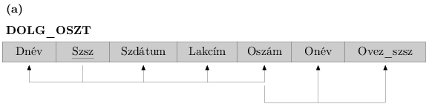 (a)
DOLG_OSZT
Dnév Szsz Szdátum Lakcím Oszám Onév Ovez_szsz